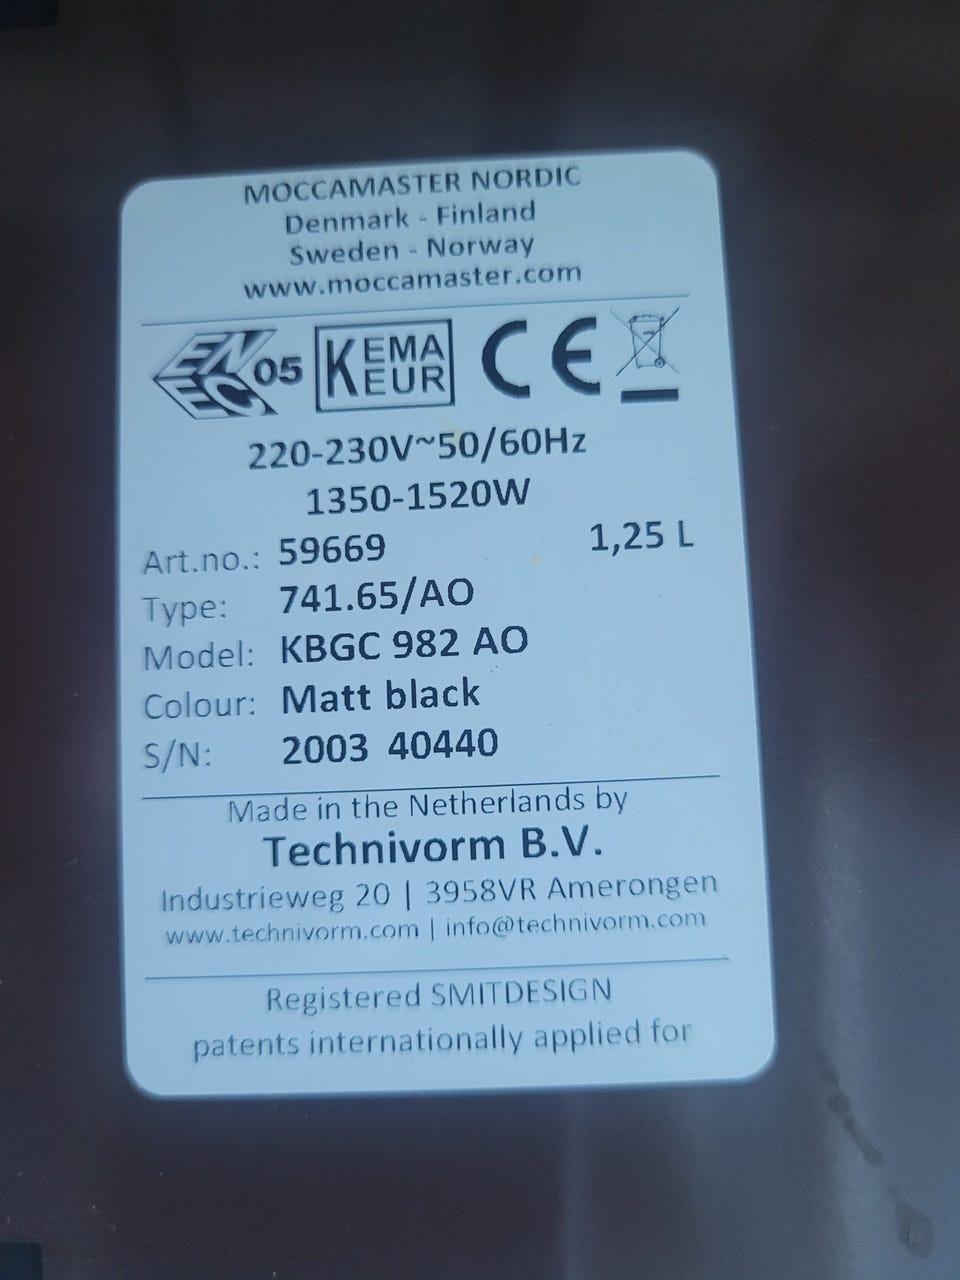 MOCCAMASTER NORDIC
Denmark - Finland
Sweden - Norway
www.moccamaster.com
EN EC 05 KEMA KEUR CE
220-230V~50/60Hz
1350-1520W
Art.no.: 59669 1,25 L
Type: 741.65/AO
Model: KBGC 982 AO
Colour: Matt black
S/N: 2003 40440
Made in the Netherlands by
Technivorm B.V.
Industrieweg 20 | 3958VR Amerongen
www.technivorm.com | info@technivorm.com
Registered SMITDESIGN
patents internationally applied for